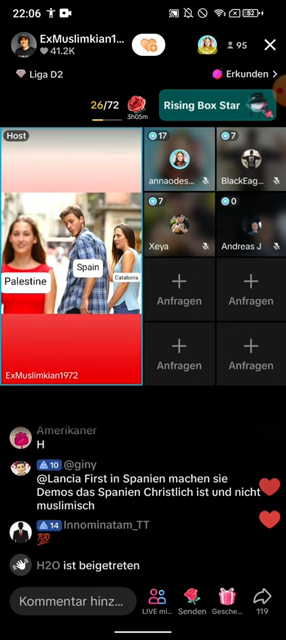 22:06
52
ExMuslimkian1...
41.2K
95
Liga D2
Erkunden >
26/72
3h05m
Rising Box Star
Host
Palestine
Spain
Catalonia
ExMuslimkian1972
17
annaodes...
7
BlackEag...
7
Xeya
0
Andreas J
+
Anfragen
+
Anfragen
+
Anfragen
+
Anfragen
Amerikaner
H
10 @giny
@Lancia First in Spanien machen sie
Demos das Spanien Christlich ist und nicht
muslimisch
14 Innominatam_TT
💯
H2O ist beigetreten
Kommentar hinz...
LIVE mi...
Senden
Gesche...
119